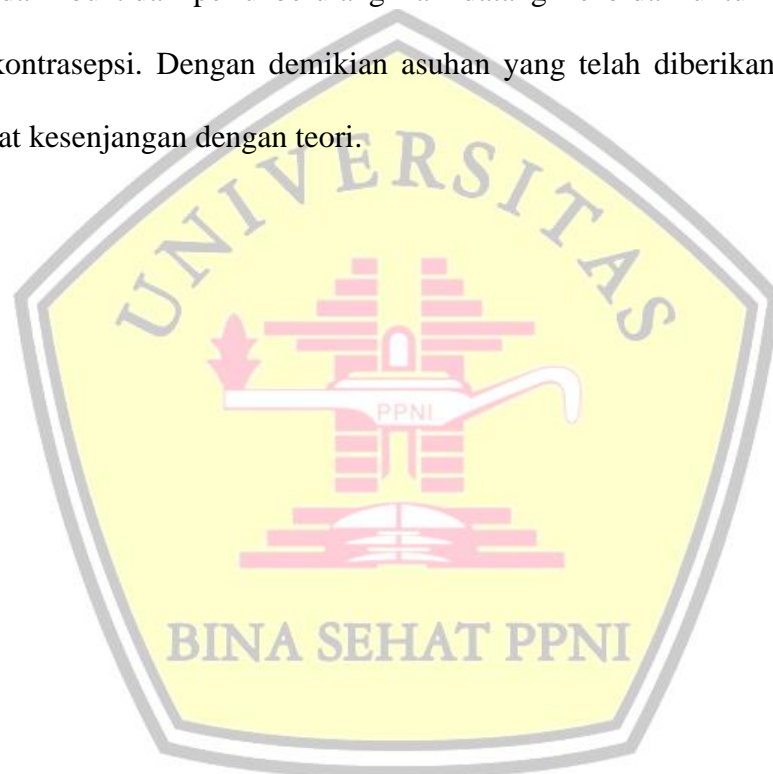 kontrasepsi. Dengan demikian asuhan yang telah diberikan
at kesenjangan dengan teori.
UNIVERSITAS
PPNI
BINA SEHAT PPNI